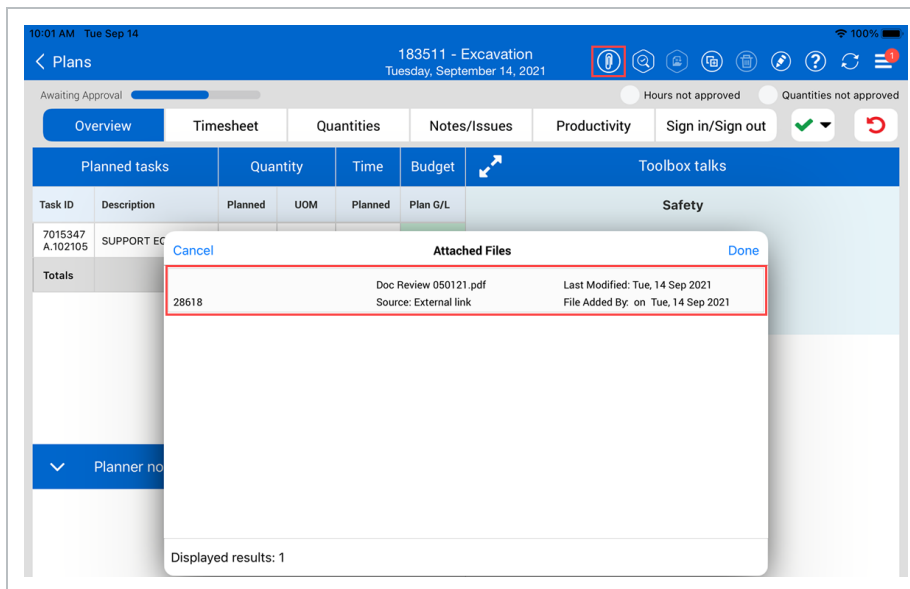 10:01 AM Tue Sep 14
100%
Plans
183511 - Excavation
Tuesday, September 14, 2021
1
Awaiting Approval
Hours not approved
Quantities not approved
Overview
Timesheet
Quantities
Notes/Issues
Productivity
Sign in/Sign out
Planned tasks
Quantity
Time
Budget
Toolbox talks
Task ID
Description
Planned
UOM
Planned
Plan G/L
Safety
7015347
A.102105
SUPPORT EC
Totals
Cancel
Attached Files
Done
Doc Review 050121.pdf
Last Modified: Tue, 14 Sep 2021
28618
Source: External link
File Added By: on Tue, 14 Sep 2021
Planner no
Displayed results: 1